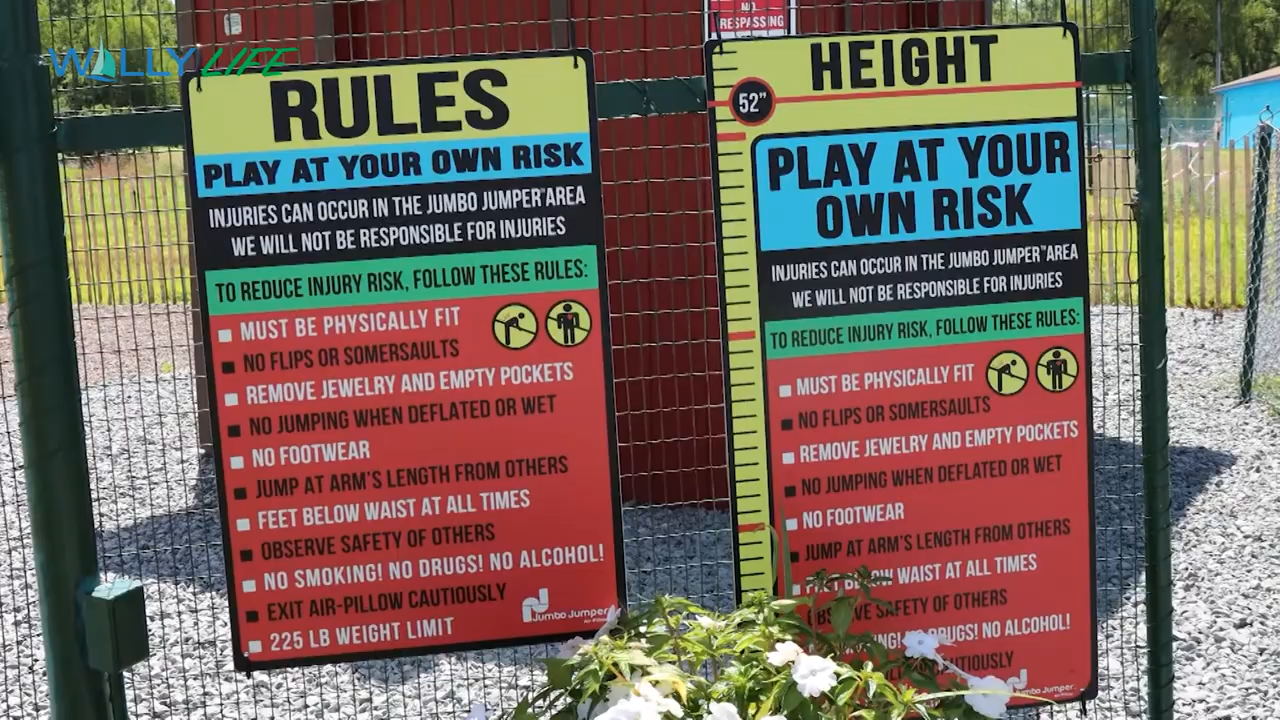 WALLY LIFE
NO
TRESPASSING
RULES
PLAY AT YOUR OWN RISK
INJURIES CAN OCCUR IN THE JUMBO JUMPER™ AREA
WE WILL NOT BE RESPONSIBLE FOR INJURIES
TO REDUCE INJURY RISK, FOLLOW THESE RULES:
MUST BE PHYSICALLY FIT
NO FLIPS OR SOMERSAULTS
REMOVE JEWELRY AND EMPTY POCKETS
NO JUMPING WHEN DEFLATED OR WET
NO FOOTWEAR
JUMP AT ARM'S LENGTH FROM OTHERS
FEET BELOW WAIST AT ALL TIMES
OBSERVE SAFETY OF OTHERS
NO SMOKING! NO DRUGS! NO ALCOHOL!
EXIT AIR-PILLOW CAUTIOUSLY
225 LB WEIGHT LIMIT
Jumbo Jumper
HEIGHT
52"
PLAY AT YOUR
OWN RISK
INJURIES CAN OCCUR IN THE JUMBO JUMPER™ AREA
WE WILL NOT BE RESPONSIBLE FOR INJURIES
TO REDUCE INJURY RISK, FOLLOW THESE RULES:
MUST BE PHYSICALLY FIT
NO FLIPS OR SOMERSAULTS
REMOVE JEWELRY AND EMPTY POCKETS
NO JUMPING WHEN DEFLATED OR WET
NO FOOTWEAR
JUMP AT ARM'S LENGTH FROM OTHERS
FEET BELOW WAIST AT ALL TIMES
OBSERVE SAFETY OF OTHERS
NO ALCOHOL!
Jumbo Jumper